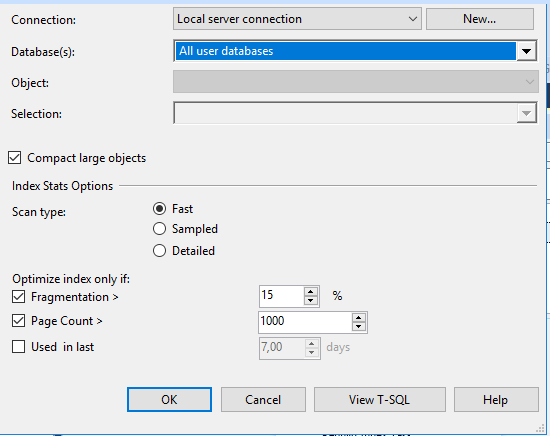 Connection: Local server connection New...
Database(s): All user databases
Object:
Selection:
Compact large objects
Index Stats Options
Scan type: Fast
Sampled
Detailed
Optimize index only if:
Fragmentation > 15 %
Page Count > 1000
Used in last 7,00 days
OK Cancel View T-SQL Help